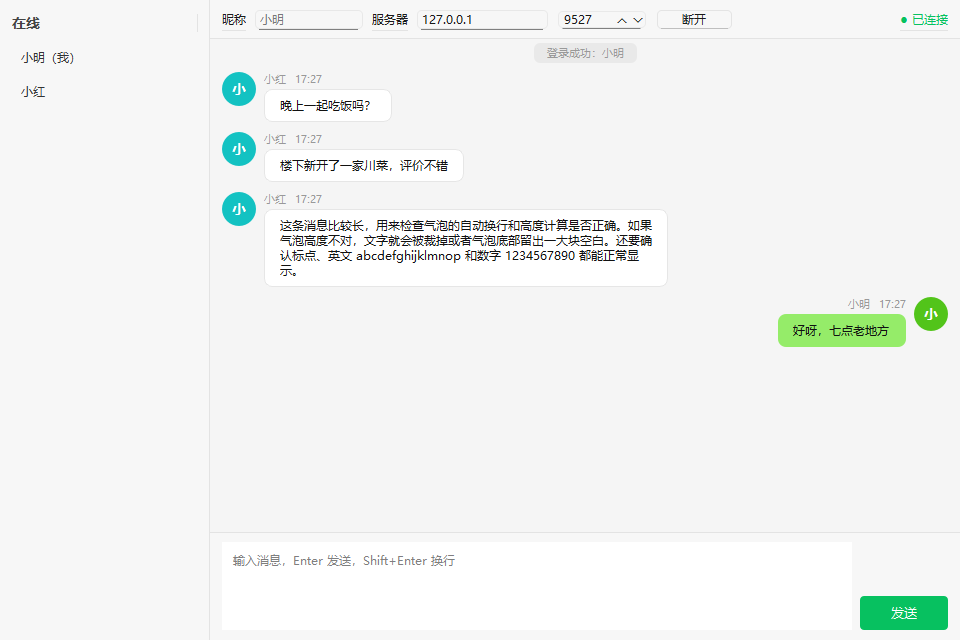 在线
小明（我）
小红
昵称 小明 服务器 127.0.0.1 9527 断开 已连接
登录成功：小明
小 小红 17:27
晚上一起吃饭吗？
小 小红 17:27
楼下新开了一家川菜，评价不错
小 小红 17:27
这条消息比较长，用来检查气泡的自动换行和高度计算是否正确。如果
气泡高度不对，文字就会被裁掉或者气泡底部留出一大块空白。还要确
认标点、英文 abcdefghijklmnop 和数字 1234567890 都能正常显
示。
小明 17:27 小
好呀，七点老地方
输入消息，Enter 发送，Shift+Enter 换行
发送